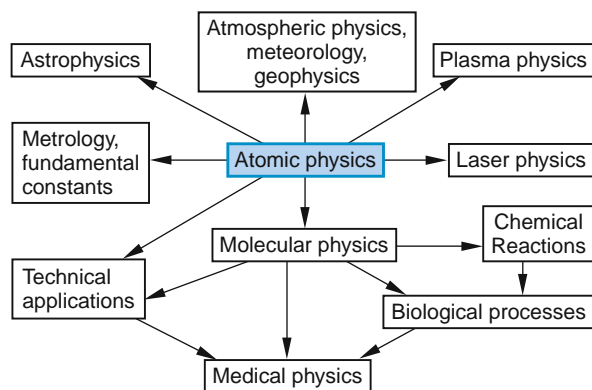 Astrophysics
Atmospheric physics,
meteorology,
geophysics
Plasma physics
Metrology,
fundamental
constants
Atomic physics
Laser physics
Molecular physics
Chemical
Reactions
Technical
applications
Biological processes
Medical physics